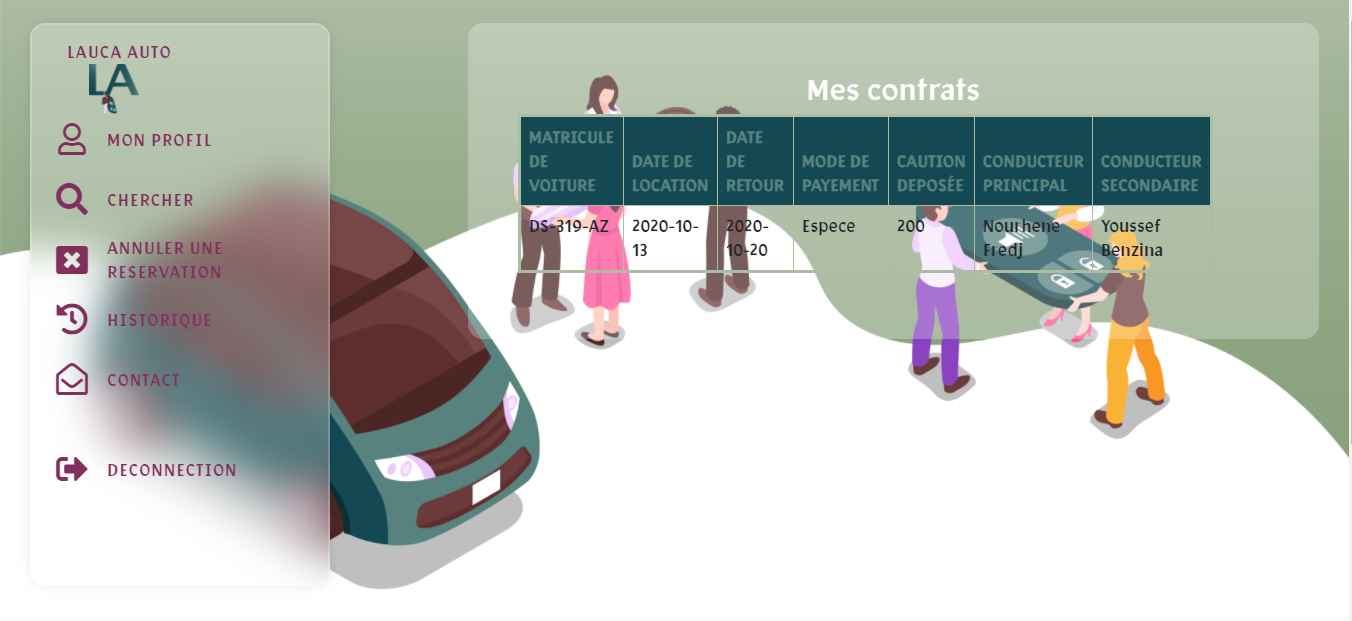 LAUCA AUTO
LA
MON PROFIL
CHERCHER
ANNULER UNE
RESERVATION
HISTORIQUE
CONTACT
DECONNECTION
Mes contrats
MATRICULE DE VOITURE
DATE DE LOCATION
DATE DE RETOUR
MODE DE PAYEMENT
CAUTION DEPOSÉE
CONDUCTEUR PRINCIPAL
CONDUCTEUR SECONDAIRE
DS-319-AZ
2020-10-13
2020-10-20
Espece
200
Nourhene Fredj
Youssef Benzina